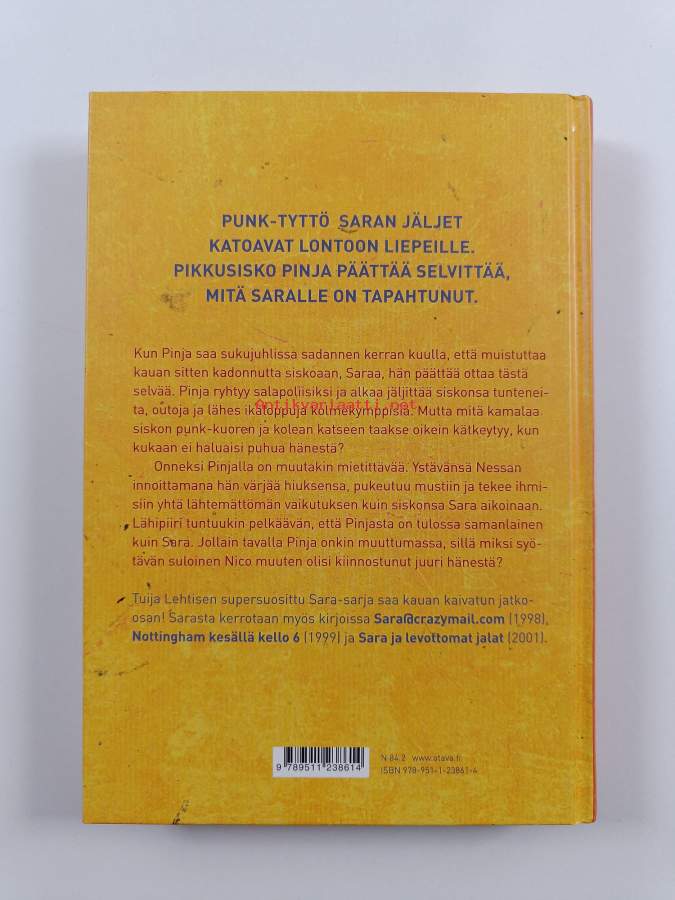 PUNK-TYTTÖ SARAN JÄLJET
KATOAVAT LONTOON LIEPEILLE.
PIKKUSISKO PINJA PÄÄTTÄÄ SELVITTÄÄ,
MITÄ SARALLE ON TAPAHTUNUT.
Kun Pinja saa sukujuhlissa sadannen kerran kuulla, että muistuttaa
kauan sitten kadonnutta siskoaan, Saraa, hän päättää ottaa tästä
selvää. Pinja ryhtyy salapoliisiksi ja alkaa jäljittää siskonsa tuntenei-
ta, outoja ja lähes ikäloppuja kolmekymppisiä. Mutta mitä kamalaa
Antikvariaatti.net
siskon punk-kuoren ja kolean katseen taakse oikein kätkeytyy, kun
kukaan ei haluaisi puhua hänestä?
Onneksi Pinjalla on muutakin mietittävää. Ystävänsä Nessan
innoittamana hän värjää hiuksensa, pukeutuu mustiin ja tekee ihmi-
siin yhtä lähtemättömän vaikutuksen kuin siskonsa Sara aikoinaan.
Lähipiiri tuntuukin pelkäävän, että Pinjasta on tulossa samanlainen
kuin Sara. Jollain tavalla Pinja onkin muuttumassa, sillä miksi syö-
tävän suloinen Nico muuten olisi kiinnostunut juuri hänestä?
Tuija Lehtisen supersuosittu Sara-sarja saa kauan kaivatun jatko-
osan! Sarasta kerrotaan myös kirjoissa Sara@crazymail.com (1998),
Nottingham kesällä kello 6 (1999) ja Sara ja levottomat jalat (2001).
N 84.2 www.otava.fi
ISBN 978-951-1-23861-4
9 789511 238614